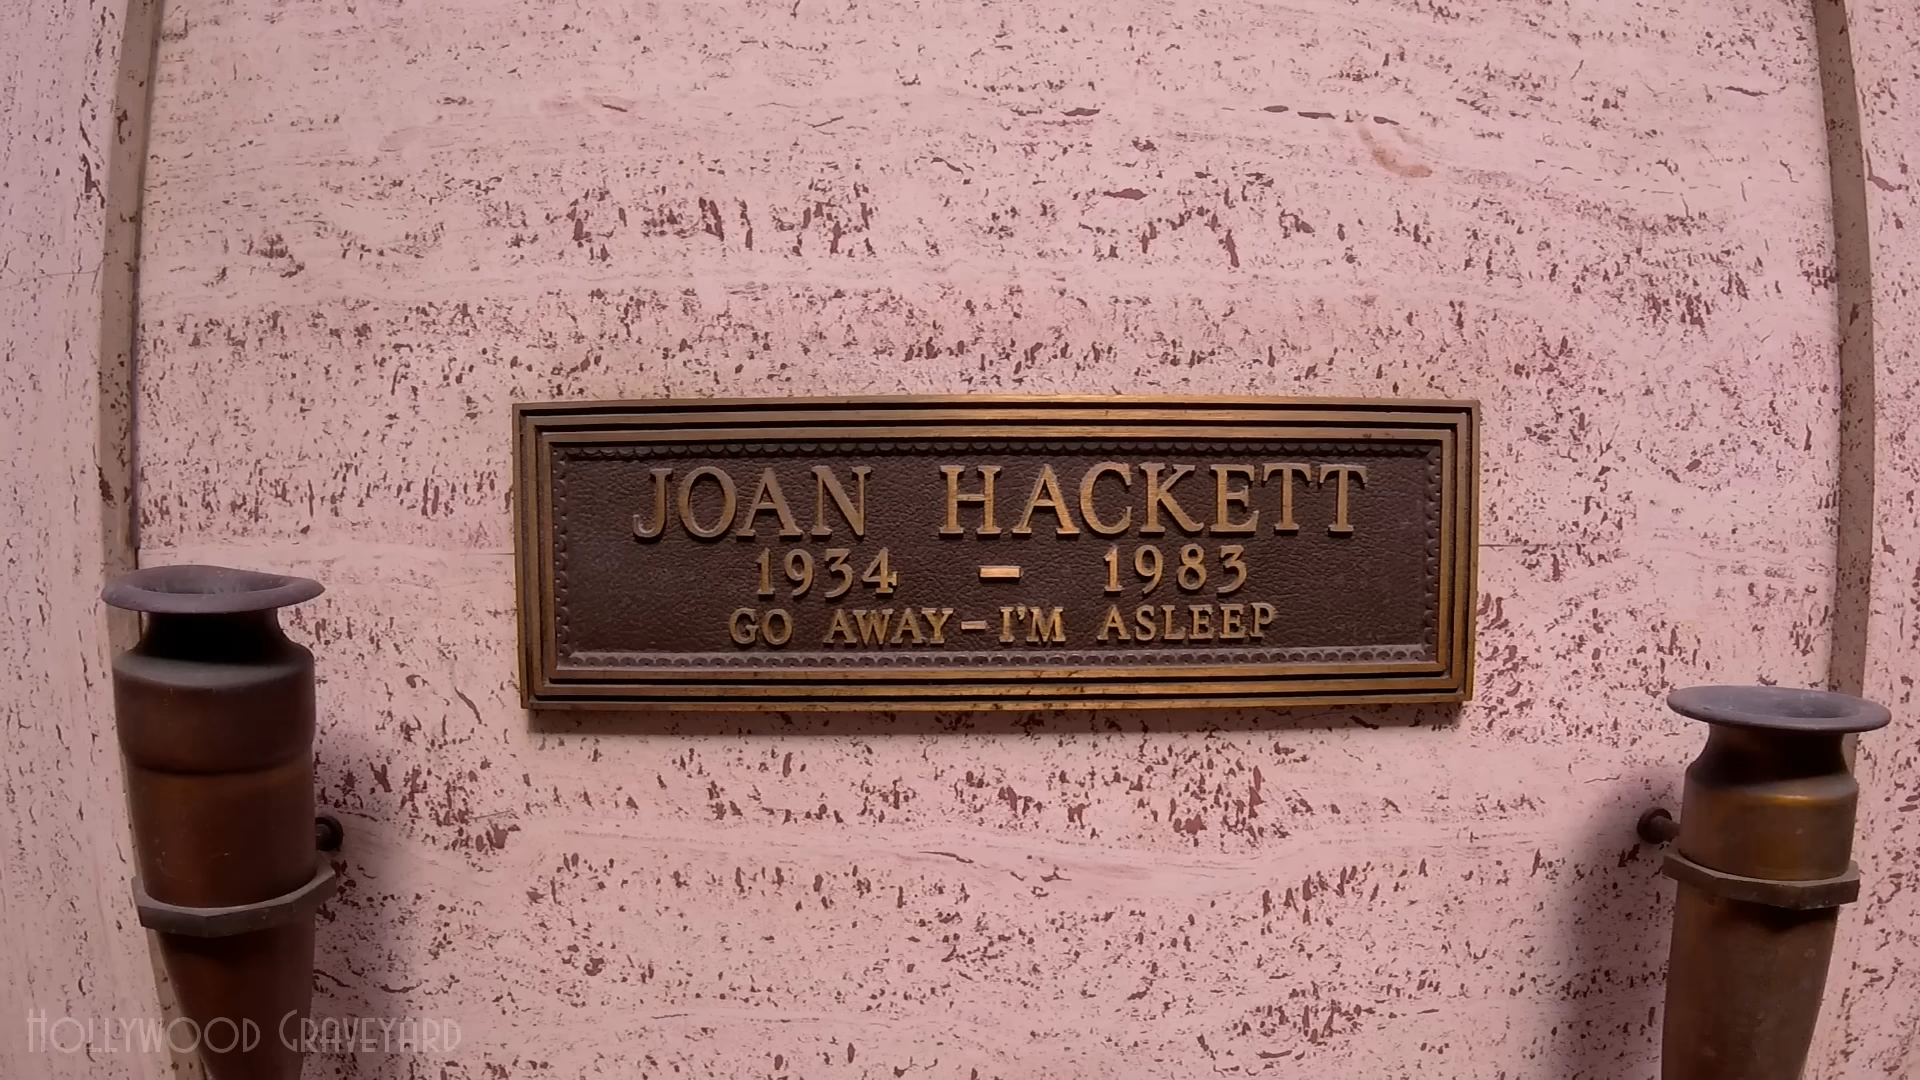 JOAN HACKETT
1934 - 1983
GO AWAY - I'M ASLEEP
HOLLYWOOD GRAVEYARD